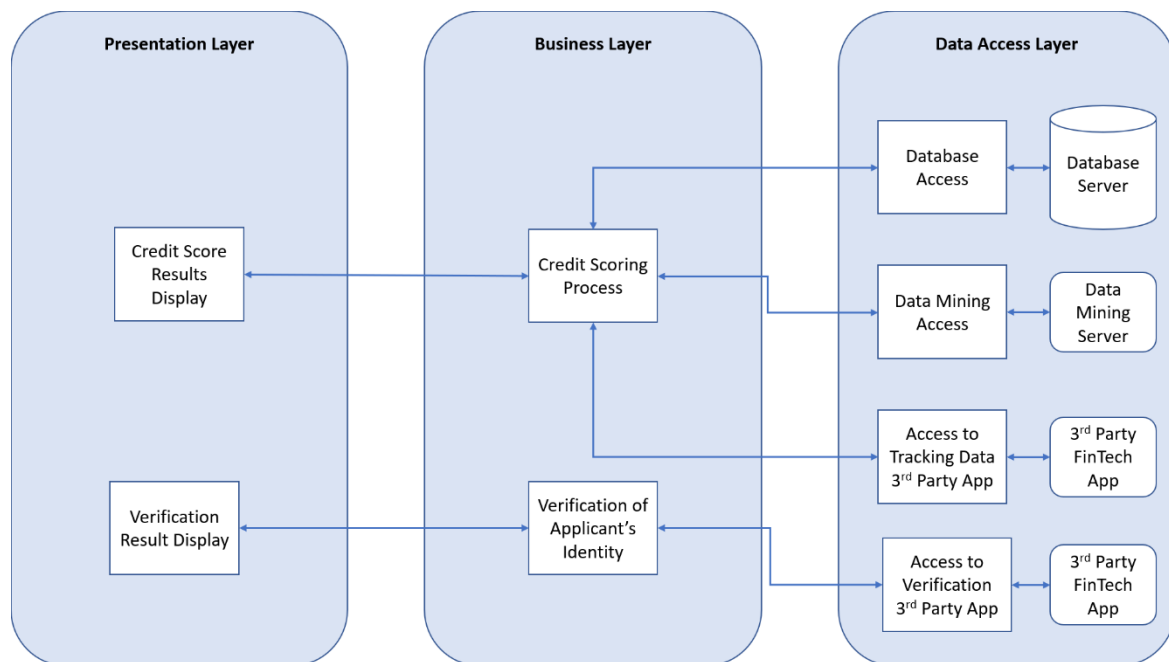 Presentation Layer
Business Layer
Data Access Layer
Database
Access
Database
Server
Credit Score
Results
Display
Credit Scoring
Process
Data Mining
Access
Data
Mining
Server
Access to
Tracking Data
3rd Party App
3rd Party
FinTech
App
Verification
Result Display
Verification of
Applicant’s
Identity
Access to
Verification
3rd Party App
3rd Party
FinTech
App